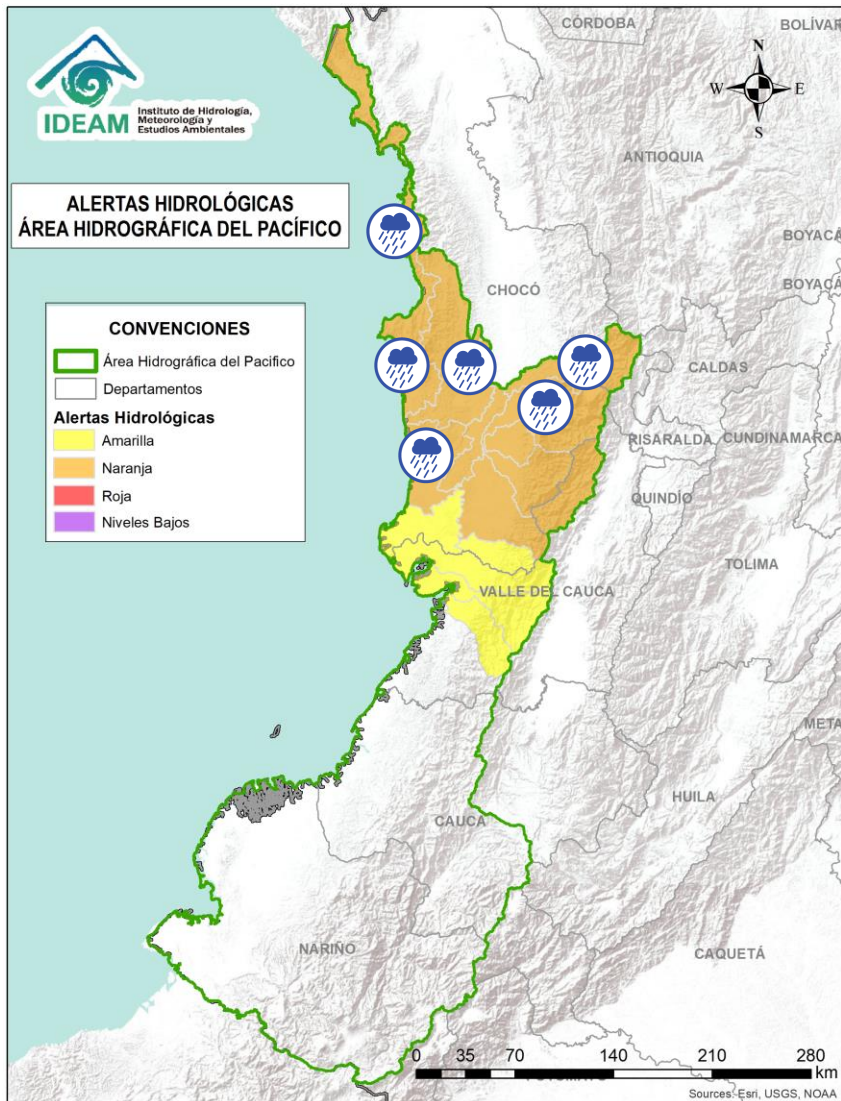 CÓRDOBA
BOLÍVAR
N
W
E
S
IDEAM
Instituto de Hidrología,
Meteorología y
Estudios Ambientales
ANTIOQUIA
ALERTAS HIDROLÓGICAS
ÁREA HIDROGRÁFICA DEL PACÍFICO
BOYACÁ
BOYACÁ
CHOCÓ
CONVENCIONES
Área Hidrográfica del Pacifico
Departamentos
Alertas Hidrológicas
Amarilla
Naranja
Roja
Niveles Bajos
CALDAS
RISARALDA
CUNDINAMARCA
QUINDÍO
TOLIMA
VALLE DEL CAUCA
META
HUILA
CAUCA
NARIÑO
CAQUETÁ
0 35 70 140 210 280
km
Sources: Esri, USGS, NOAA